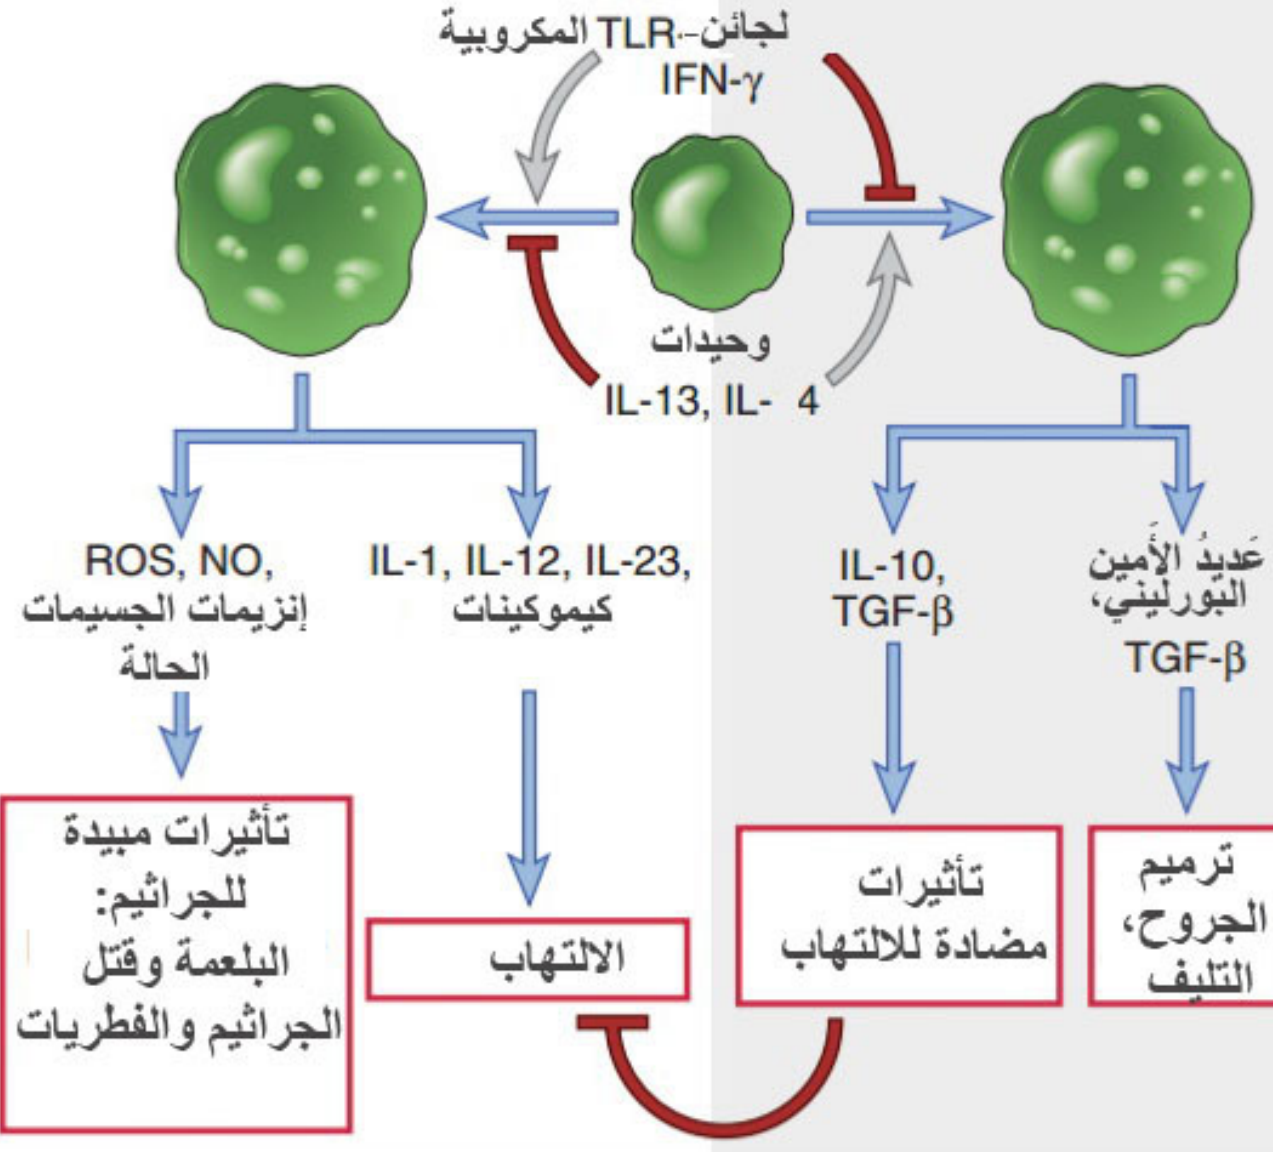 لجائن-TLR المكروبية
IFN-γ
وحيدات
IL-13, IL- 4
ROS, NO,
إنزيمات الجسيمات
الحالة
IL-1, IL-12, IL-23,
كيموكينات
IL-10,
TGF-β
عَديدُ الأَمين
البورليني،
TGF-β
تأثيرات مبيدة
للجراثيم:
البلعمة وقتل
الجراثيم والفطريات
الالتهاب
تأثيرات
مضادة للالتهاب
ترميم
الجروح،
التليف